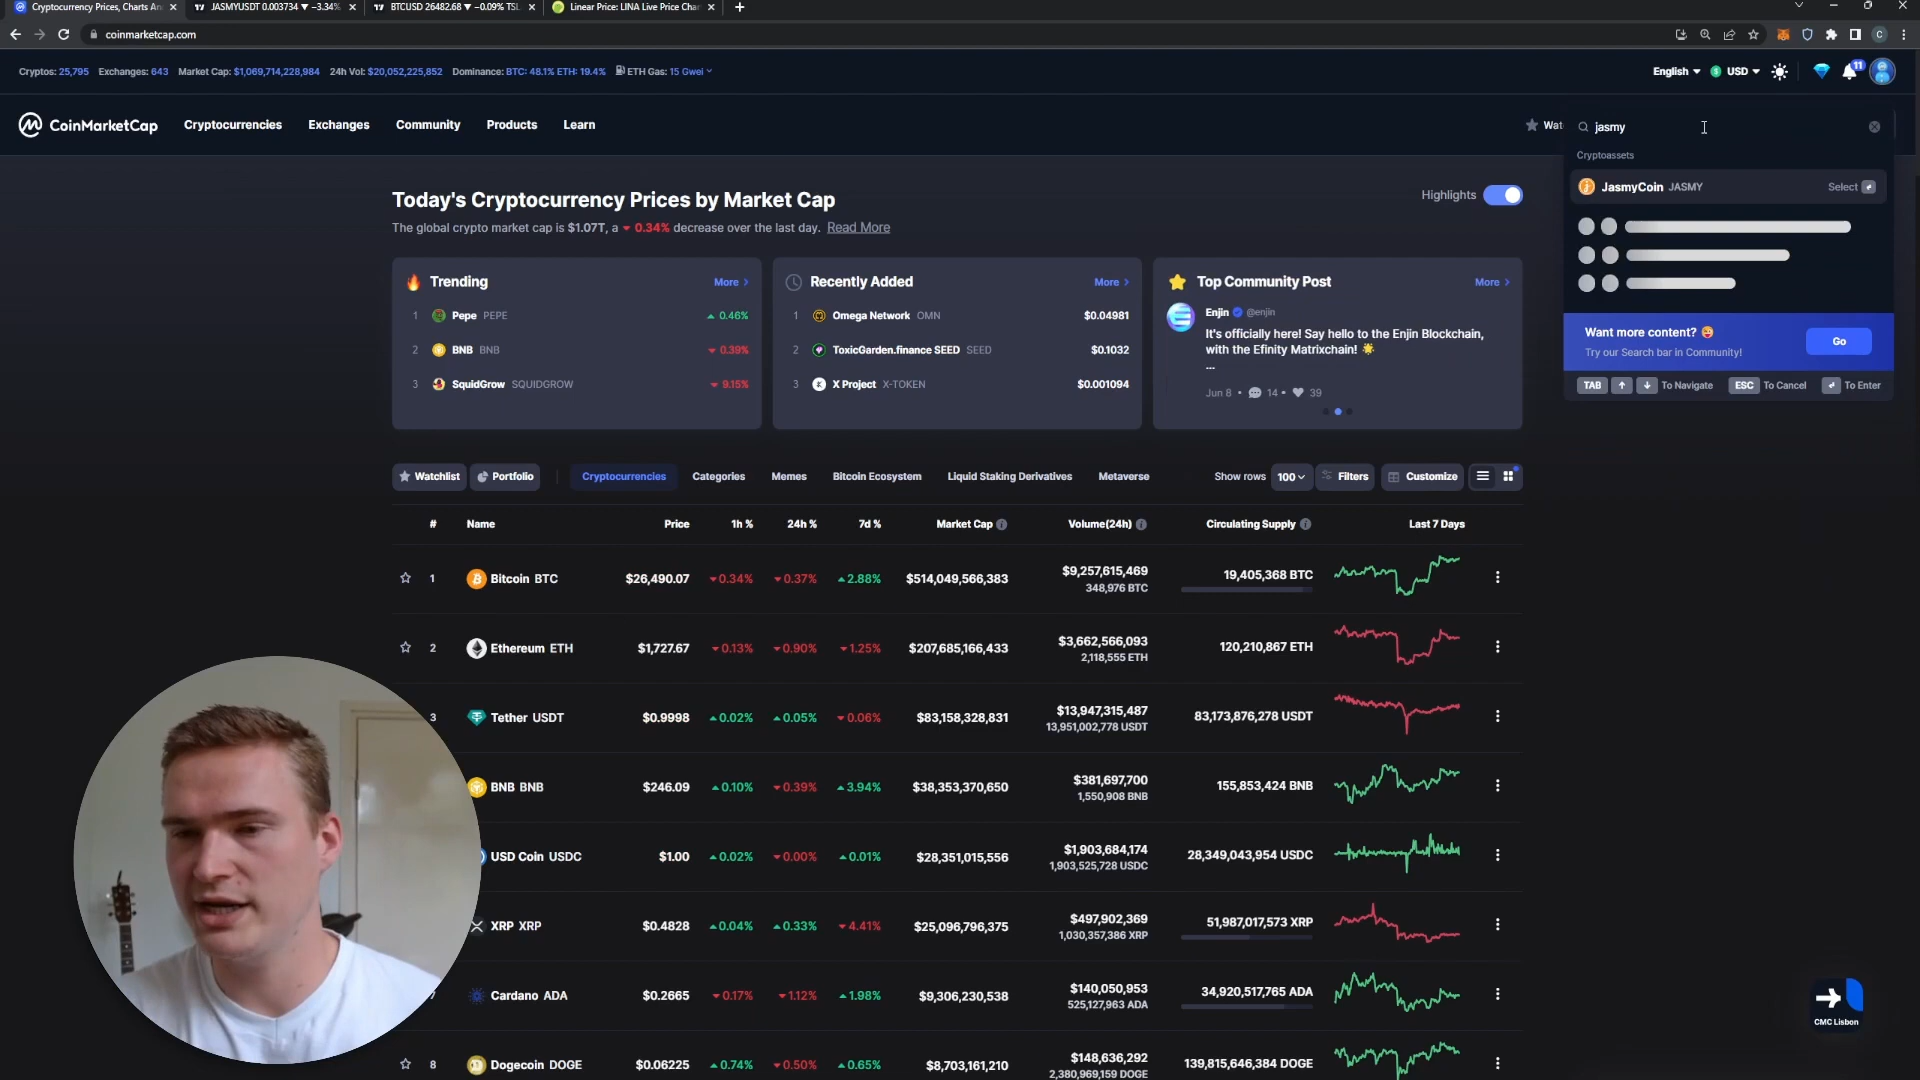 Cryptocurrency Prices, Charts An
JASMYUSDT 0.003734 ▼ −3.34%
BTCUSD 26482.68 ▼ −0.09% TSL
Linear Price: LINA Live Price Char
coinmarketcap.com
Cryptos: 25,795 Exchanges: 643 Market Cap: $1,069,714,228,984 24h Vol: $20,052,225,852 Dominance: BTC: 48.1% ETH: 19.4% ETH Gas: 15 Gwei
English USD 11
CoinMarketCap Cryptocurrencies Exchanges Community Products Learn
Wat
jasmy
Cryptoassets
JasmyCoin JASMY Select
Want more content?
Try our Search bar in Community!
Go
TAB ↑ ↓ To Navigate ESC To Cancel To Enter
Today's Cryptocurrency Prices by Market Cap
Highlights
The global crypto market cap is $1.07T, a ▼ 0.34% decrease over the last day. Read More
Trending More
1 Pepe PEPE ▲ 0.46%
2 BNB BNB ▼ 0.39%
3 SquidGrow SQUIDGROW ▼ 9.15%
Recently Added More
1 Omega Network OMN $0.04981
2 ToxicGarden.finance SEED SEED $0.1032
3 X Project X-TOKEN $0.001094
Top Community Post More
Enjin @enjin
It's officially here! Say hello to the Enjin Blockchain,
with the Efinity Matrixchain!
...
Jun 8 • 14 • 39
Watchlist Portfolio Cryptocurrencies Categories Memes Bitcoin Ecosystem Liquid Staking Derivatives Metaverse Show rows 100 Filters Customize
# Name Price 1h % 24h % 7d % Market Cap Volume(24h) Circulating Supply Last 7 Days
1 Bitcoin BTC $26,490.07 ▼0.34% ▼0.37% ▲2.88% $514,049,566,383 $9,257,615,469 19,405,368 BTC
348,976 BTC
2 Ethereum ETH $1,727.67 ▼0.13% ▼0.90% ▼1.25% $207,685,166,433 $3,662,566,093 120,210,867 ETH
2,118,555 ETH
3 Tether USDT $0.9998 ▲0.02% ▲0.05% ▼0.06% $83,158,328,831 $13,947,315,487 83,173,876,278 USDT
13,951,002,778 USDT
BNB BNB $246.09 ▲0.10% ▼0.39% ▲3.94% $38,353,370,650 $381,697,700 155,853,424 BNB
1,550,908 BNB
USD Coin USDC $1.00 ▲0.02% ▼0.00% ▲0.01% $28,351,015,556 $1,903,684,174 28,349,043,954 USDC
1,903,525,728 USDC
XRP XRP $0.4828 ▲0.04% ▲0.33% ▼4.41% $25,096,796,375 $497,902,369 51,987,017,573 XRP
1,030,357,386 XRP
7 Cardano ADA $0.2665 ▼0.17% ▼1.12% ▲1.98% $9,306,230,538 $140,050,953 34,920,517,765 ADA
525,127,963 ADA
8 Dogecoin DOGE $0.06225 ▲0.74% ▼0.50% ▲0.65% $8,703,161,210 $148,636,292 139,815,646,384 DOGE
2,380,969,159 DOGE
CMC Lisbon